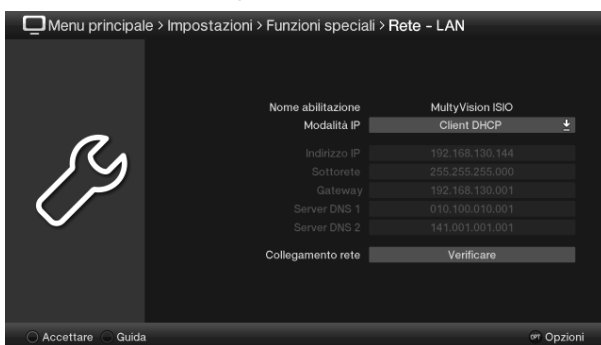 Menu principale > Impostazioni > Funzioni speciali > Rete - LAN
Nome abilitazione MultyVision ISIO
Modalità IP Client DHCP
Indirizzo IP 192.168.130.144
Sottorete 255.255.255.000
Gateway 192.168.130.001
Server DNS 1 010.100.010.001
Server DNS 2 141.001.001.001
Collegamento rete Verificare
Accettare Guida OPT Opzioni